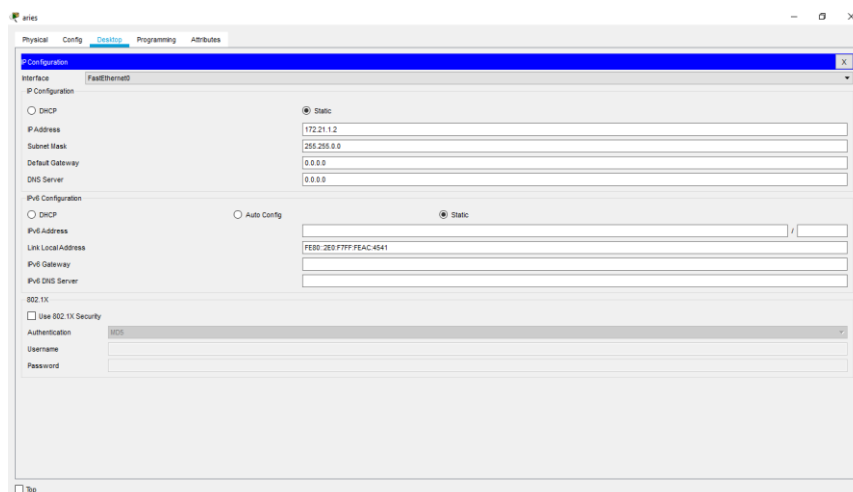 aries
Physical Config Desktop Programming Attributes
IP Configuration X
Interface FastEthernet0
IP Configuration
DHCP Static
IP Address 172.21.1.2
Subnet Mask 255.255.0.0
Default Gateway 0.0.0.0
DNS Server 0.0.0.0
IPv6 Configuration
DHCP Auto Config Static
IPv6 Address /
Link Local Address FE80::2E0:F7FF:FEAC:4541
IPv6 Gateway
IPv6 DNS Server
802.1X
Use 802.1X Security
Authentication MD5
Username
Password
Top